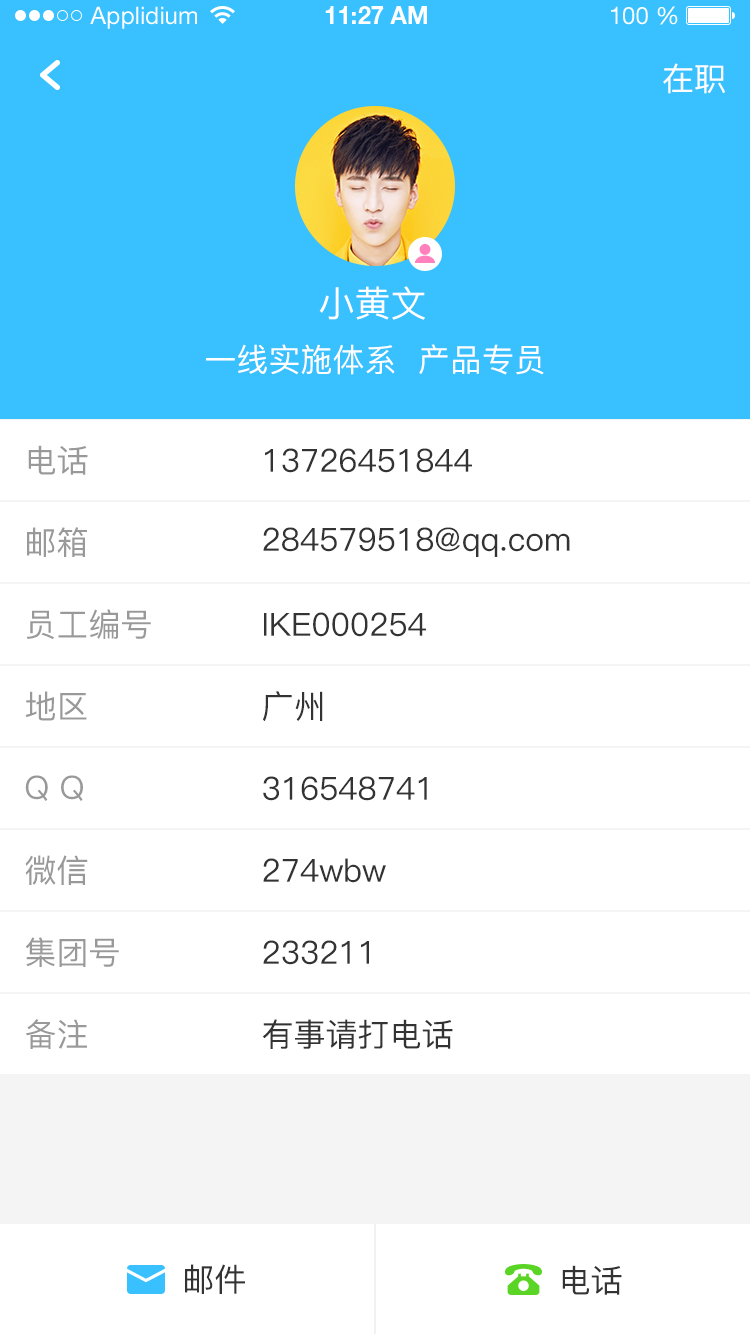 Applidium 11:27 AM 100 %
在职
小黄文
一线实施体系 产品专员
电话 13726451844
邮箱 284579518@qq.com
员工编号 IKE000254
地区 广州
Q Q 316548741
微信 274wbw
集团号 233211
备注 有事请打电话
邮件 电话